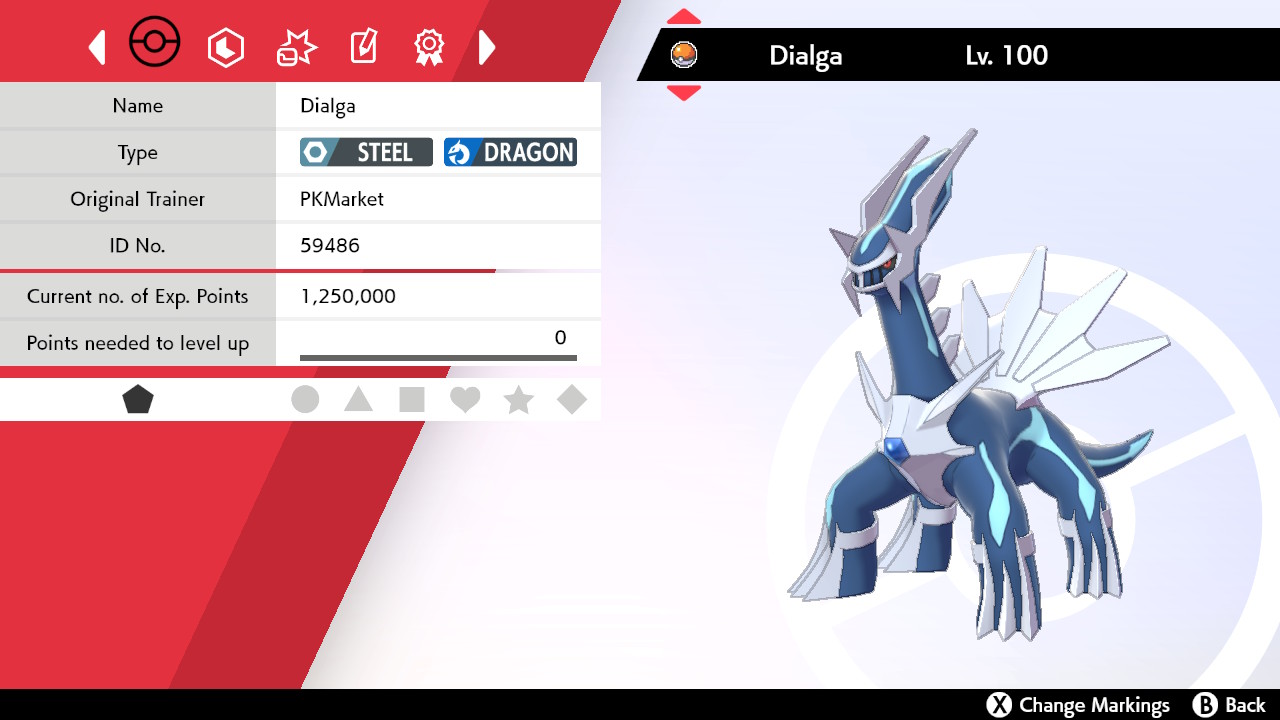 Dialga Lv. 100
Name Dialga
Type STEEL DRAGON
Original Trainer PKMarket
ID No. 59486
Current no. of Exp. Points 1,250,000
Points needed to level up 0
X Change Markings B Back